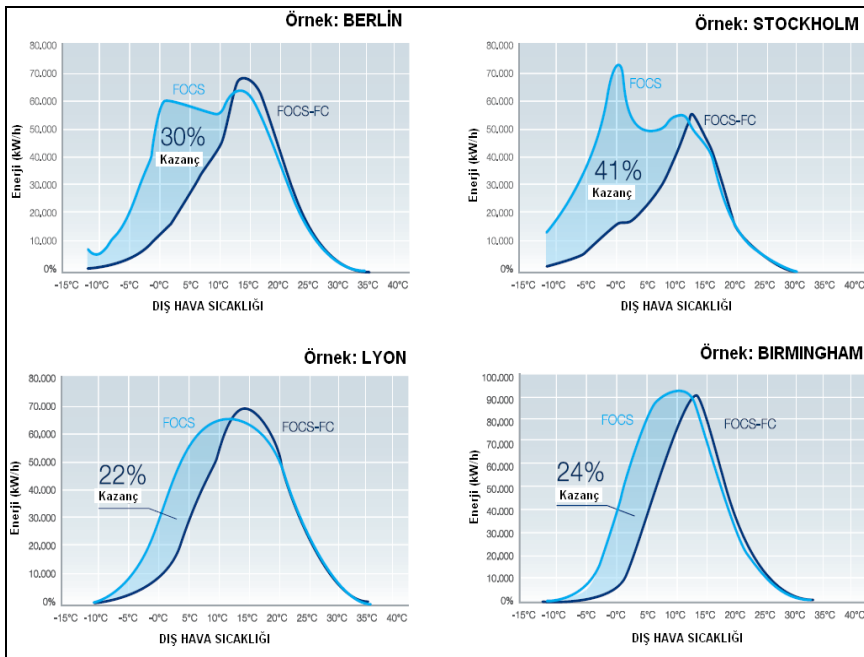 Örnek: BERLİN
80,000
70,000
60,000
50,000
40,000
30,000
20,000
10,000
0%
Enerji (kW/h)
FOCS
FOCS-FC
30%
Kazanç
-15°C -10°C -5°C -0°C 5°C 10°C 15°C 20°C 25°C 30°C 35°C 40°C
DIŞ HAVA SICAKLIĞI
Örnek: STOCKHOLM
80,000
70,000
60,000
50,000
40,000
30,000
20,000
10,000
0%
Enerji (kW/h)
FOCS
FOCS-FC
41%
Kazanç
-15°C -10°C -5°C -0°C 5°C 10°C 15°C 20°C 25°C 30°C 35°C 40°C
DIŞ HAVA SICAKLIĞI
Örnek: LYON
80.000
70.000
60.000
50.000
40.000
30.000
20.000
10.000
0%
Enerji (kW/h)
FOCS
FOCS-FC
22%
Kazanç
-15°C -10°C -5°C -0°C 5°C 10°C 15°C 20°C 25°C 30°C 35°C 40°C
DIŞ HAVA SICAKLIĞI
Örnek: BIRMINGHAM
100.000
90.000
80.000
70.000
60.000
50.000
40.000
30.000
20.000
10.000
0%
Enerji (kW/h)
FOCS
FOCS-FC
24%
Kazanç
-15°C -10°C -5°C -0°C 5°C 10°C 15°C 20°C 25°C 30°C 35°C 40°C
DIŞ HAVA SICAKLIĞI